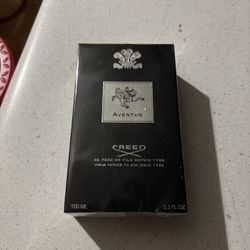 AVENTUS
CREED
DE PÈRE EN FILS DEPUIS 1760
FROM FATHER TO SON SINCE 1760
100 ML 3.3 FL.OZ